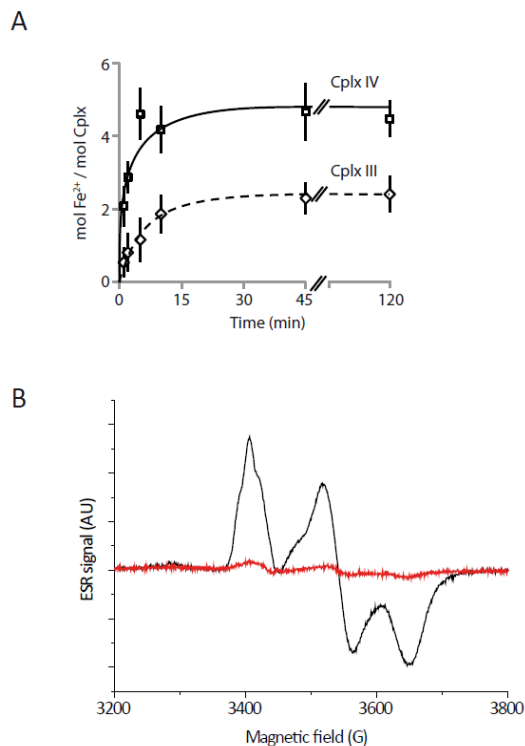 A
mol Fe²⁺ / mol Cplx
6
4
2
0
Cplx IV
Cplx III
0
15
30
45
120
Time (min)
B
ESR signal (AU)
3200
3400
3600
3800
Magnetic field (G)